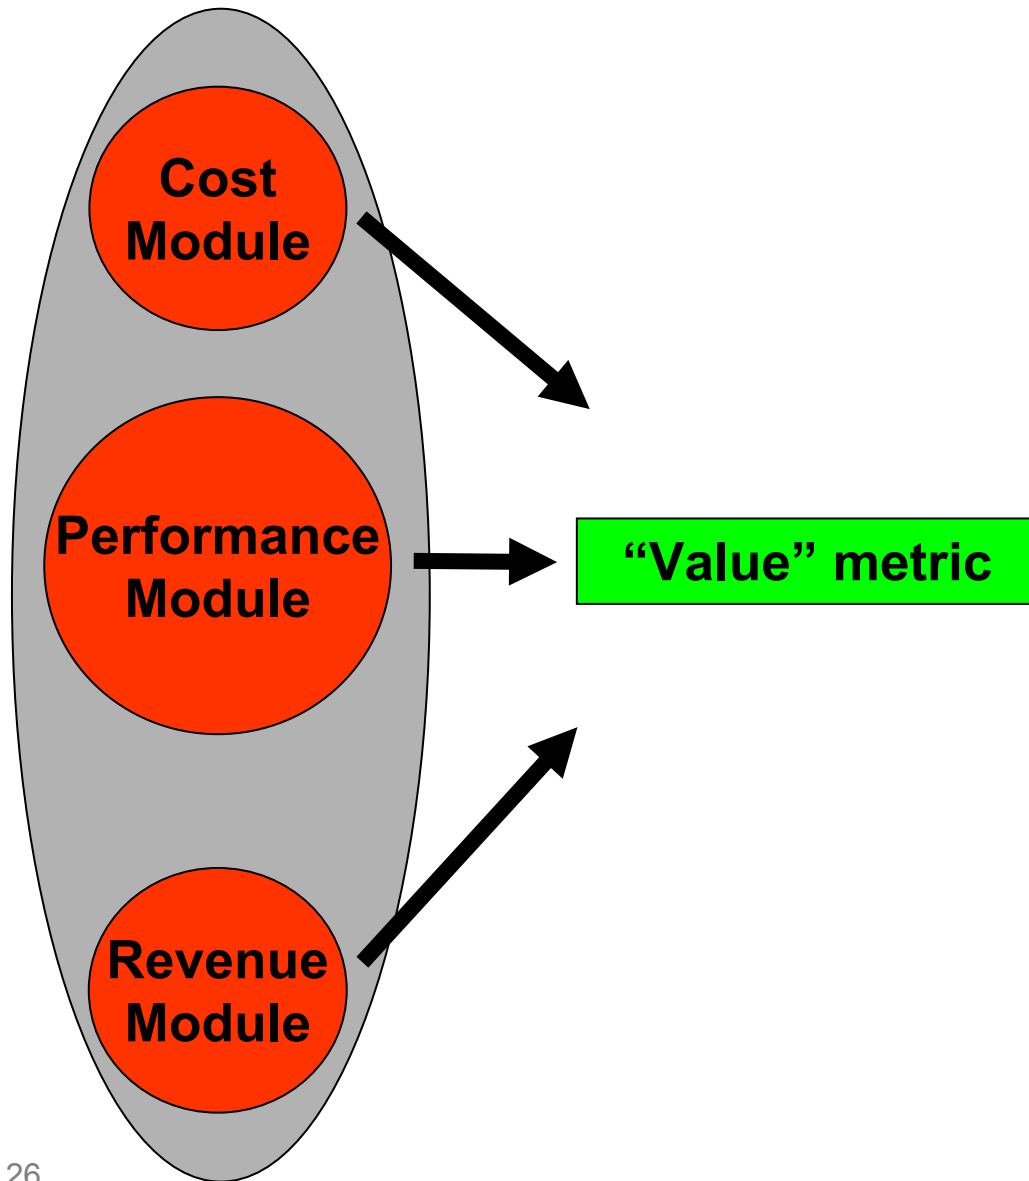 Cost
Module
Performance
Module
“Value” metric
Revenue
Module
26